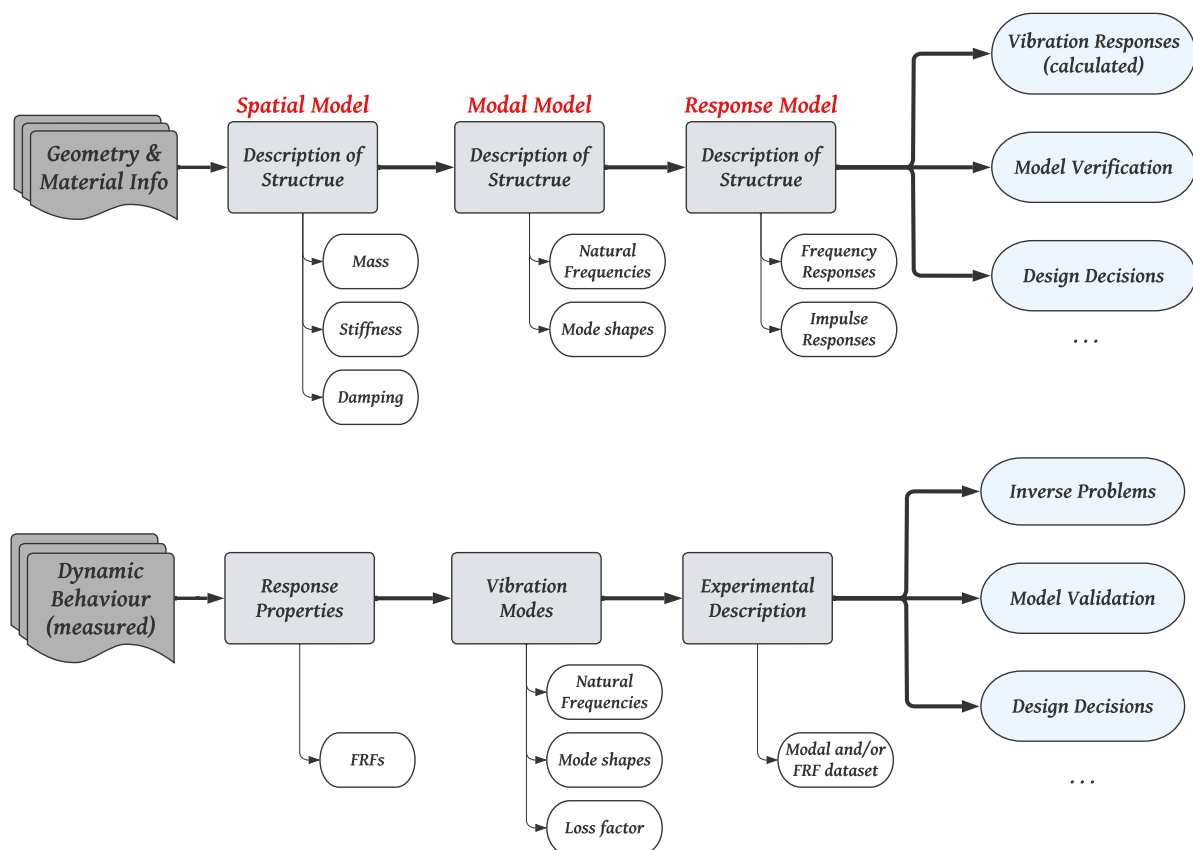 Vibration Responses
(calculated)
Spatial Model
Modal Model
Response Model
Geometry &
Material Info
Description of
Structrue
Description of
Structrue
Description of
Structrue
Model Verification
Mass
Natural
Frequencies
Frequency
Responses
Design Decisions
Stiffness
Mode shapes
Impulse
Responses
...
Damping
Inverse Problems
Dynamic
Behaviour
(measured)
Response
Properties
Vibration
Modes
Experimental
Description
Model Validation
Natural
Frequencies
Design Decisions
FRFs
Mode shapes
Modal and/or
FRF dataset
...
Loss factor